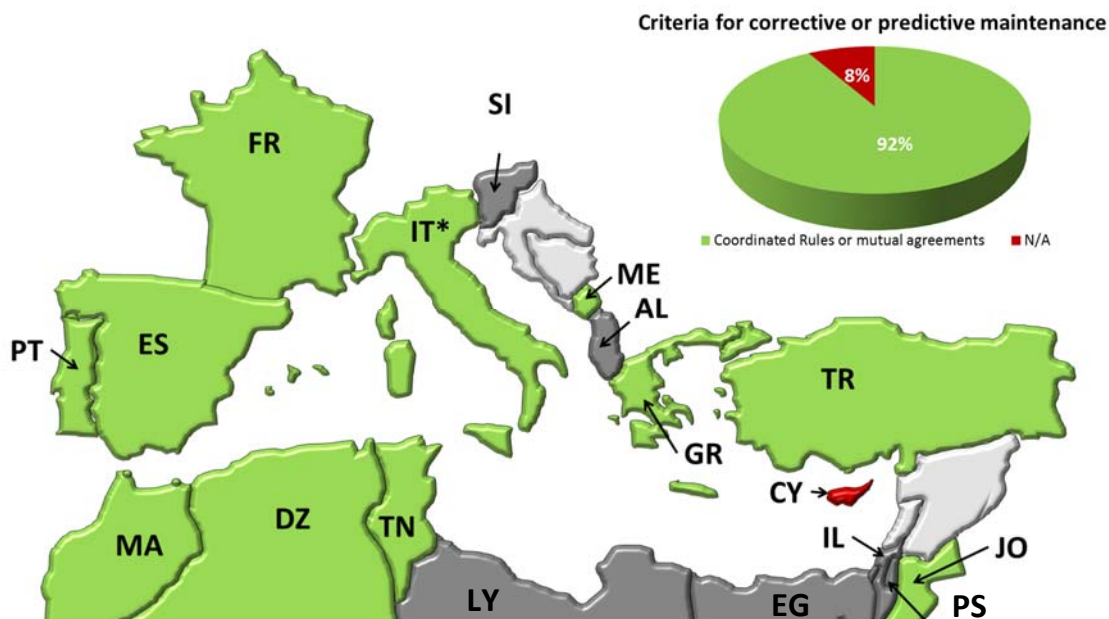 Criteria for corrective or predictive maintenance
8%
92%
Coordinated Rules or mutual agreements
N/A
SI
FR
IT*
ME
AL
PT
ES
TR
GR
CY
IL
JO
MA
DZ
TN
LY
EG
PS